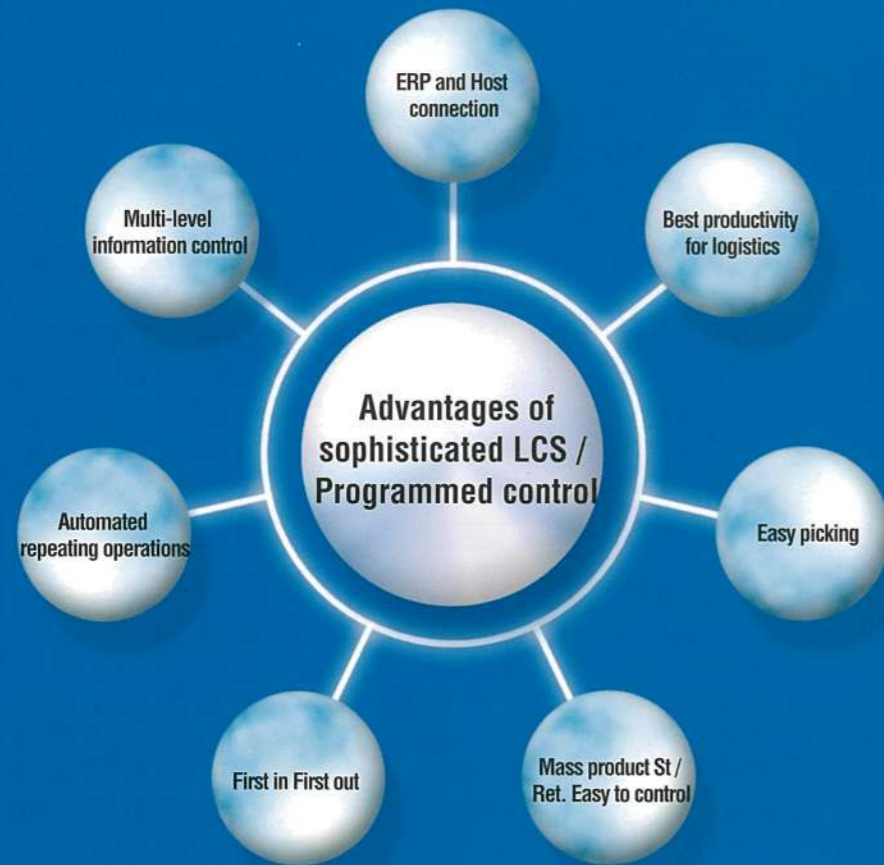 ERP and Host
connection
Multi-level
information control
Best productivity
for logistics
Advantages of
sophisticated LCS /
Programmed control
Automated
repeating operations
Easy picking
First in First out
Mass product St /
Ret. Easy to control